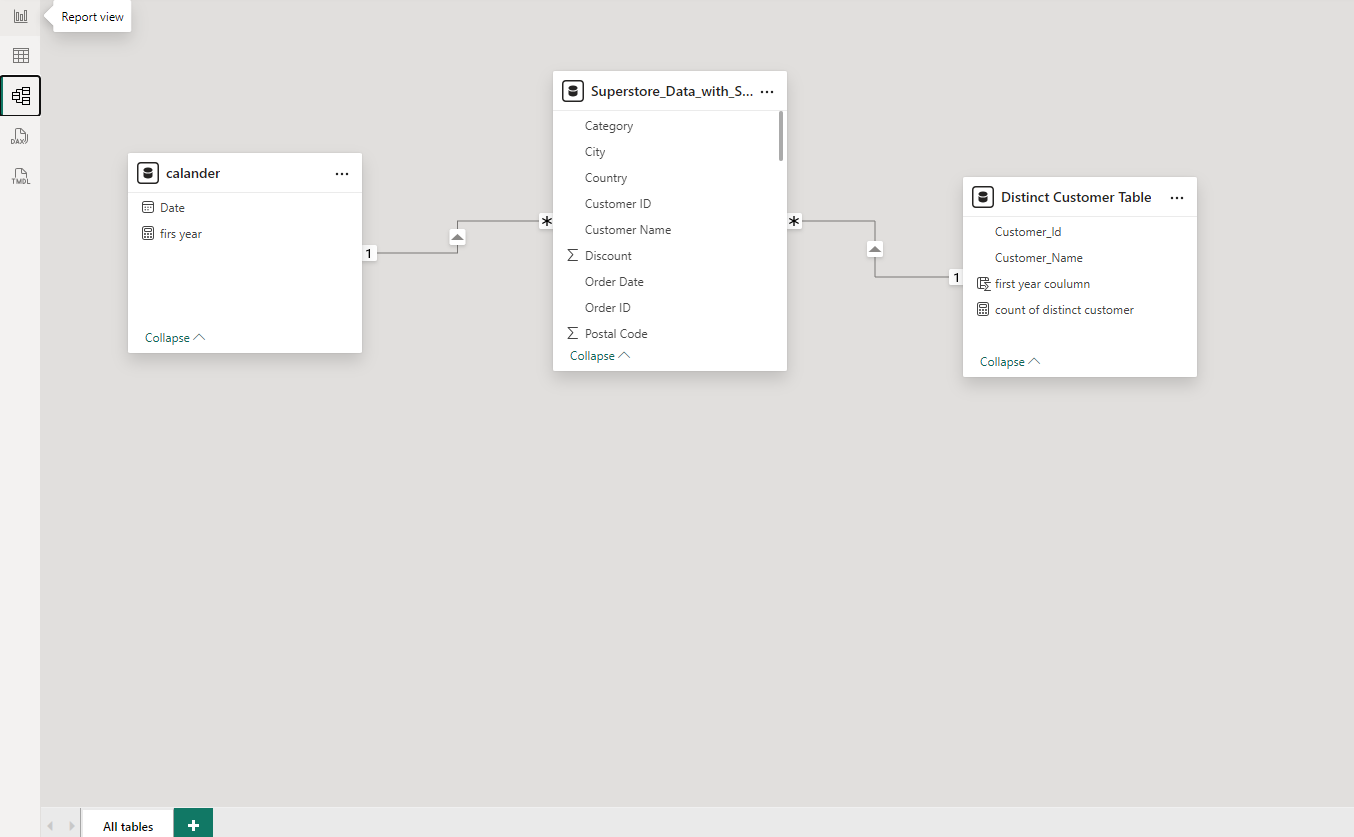 Report view
DAX
TMDL
calander
Date
firs year
Collapse
1
*
Superstore_Data_with_S...
Category
City
Country
Customer ID
Customer Name
Discount
Order Date
Order ID
Postal Code
Collapse
*
1
Distinct Customer Table
Customer_Id
Customer_Name
first year coulumn
count of distinct customer
Collapse
All tables